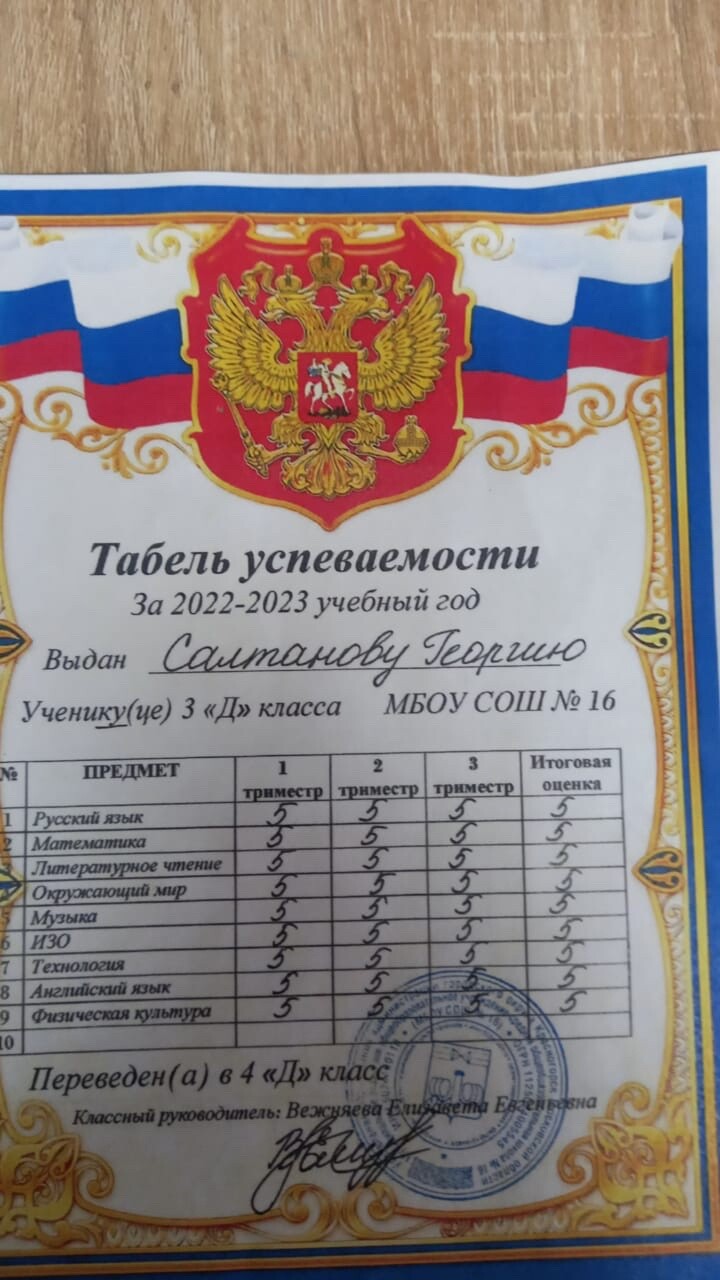 Табель успеваемости
За 2022-2023 учебный год
Выдан Салтанову Георгию
Ученику(це) 3 «Д» класса МБОУ СОШ № 16
№ ПРЕДМЕТ 1 триместр 2 триместр 3 триместр Итоговая оценка
1 Русский язык 5 5 5 5
2 Математика 5 5 5 5
3 Литературное чтение 5 5 5 5
4 Окружающий мир 5 5 5 5
5 Музыка 5 5 5 5
6 ИЗО 5 5 5 5
7 Технология 5 5 5 5
8 Английский язык 5 5 5 5
9 Физическая культура 5 5 5 5
10
Переведен(а) в 4 «Д» класс
Классный руководитель: Вежняева Елизавета Евгеньевна